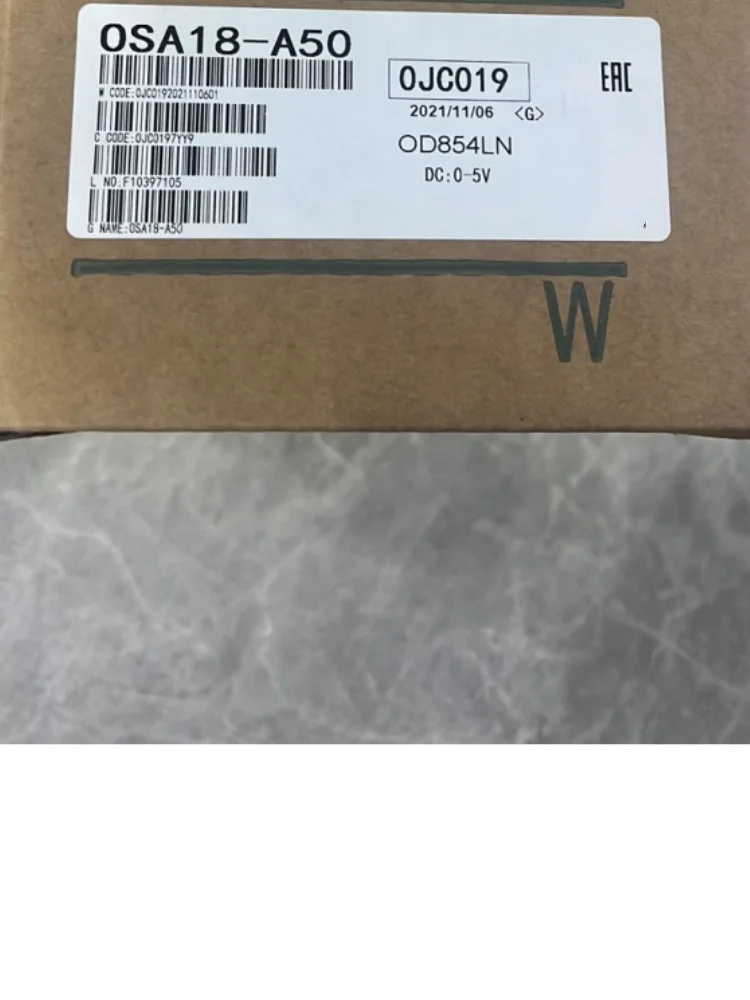 OSA18-A50
W CODE:0JC0192021110601
C CODE:0JC0197YY9
L NO.F10397105
G NAME:OSA18-A50
0JC019
EAC
2021/11/06 <G>
OD854LN
DC:0-5V
W